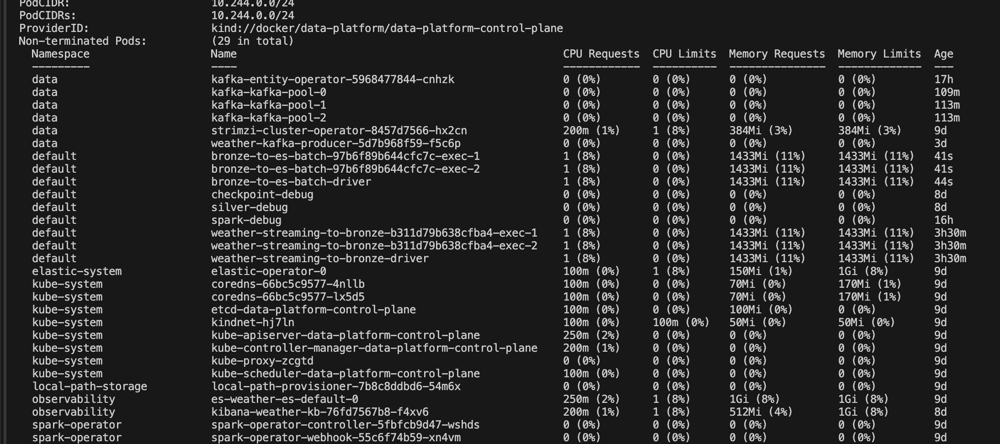 PodCIDR:                      10.244.0.0/24
PodCIDRs:                     10.244.0.0/24
ProviderID:                   kind://docker/data-platform/data-platform-control-plane
Non-terminated Pods:          (29 in total)
  Namespace                   Name                                                CPU Requests  CPU Limits  Memory Requests  Memory Limits  Age
  ---------                   ----                                                ------------  ----------  ---------------  -------------  ---
  data                        kafka-entity-operator-5968477844-cnhzk              0 (0%)        0 (0%)      0 (0%)           0 (0%)         17h
  data                        kafka-kafka-pool-0                                  0 (0%)        0 (0%)      0 (0%)           0 (0%)         109m
  data                        kafka-kafka-pool-1                                  0 (0%)        0 (0%)      0 (0%)           0 (0%)         113m
  data                        kafka-kafka-pool-2                                  0 (0%)        0 (0%)      0 (0%)           0 (0%)         113m
  data                        strimzi-cluster-operator-8457d7566-hx2cn            200m (1%)     1 (8%)      384Mi (3%)       384Mi (3%)     9d
  data                        weather-kafka-producer-5d7b968f59-f5c6p             0 (0%)        0 (0%)      0 (0%)           0 (0%)         3d
  default                     bronze-to-es-batch-97b6f89b644cfc7c-exec-1          1 (8%)        0 (0%)      1433Mi (11%)     1433Mi (11%)   41s
  default                     bronze-to-es-batch-97b6f89b644cfc7c-exec-2          1 (8%)        0 (0%)      1433Mi (11%)     1433Mi (11%)   41s
  default                     bronze-to-es-batch-driver                           1 (8%)        0 (0%)      1433Mi (11%)     1433Mi (11%)   44s
  default                     checkpoint-debug                                    0 (0%)        0 (0%)      0 (0%)           0 (0%)         8d
  default                     silver-debug                                        0 (0%)        0 (0%)      0 (0%)           0 (0%)         8d
  default                     spark-debug                                         0 (0%)        0 (0%)      0 (0%)           0 (0%)         16h
  default                     weather-streaming-to-bronze-b311d79b638cfba4-exec-1 1 (8%)        0 (0%)      1433Mi (11%)     1433Mi (11%)   3h30m
  default                     weather-streaming-to-bronze-b311d79b638cfba4-exec-2 1 (8%)        0 (0%)      1433Mi (11%)     1433Mi (11%)   3h30m
  default                     weather-streaming-to-bronze-driver                  1 (8%)        0 (0%)      1433Mi (11%)     1433Mi (11%)   3h30m
  elastic-system              elastic-operator-0                                  100m (0%)     1 (8%)      150Mi (1%)       1Gi (8%)       9d
  kube-system                 coredns-66bc5c9577-4nllb                            100m (0%)     0 (0%)      70Mi (0%)        170Mi (1%)     9d
  kube-system                 coredns-66bc5c9577-lx5d5                            100m (0%)     0 (0%)      70Mi (0%)        170Mi (1%)     9d
  kube-system                 etcd-data-platform-control-plane                    100m (0%)     0 (0%)      100Mi (0%)       0 (0%)         9d
  kube-system                 kindnet-hj7ln                                       100m (0%)     100m (0%)   50Mi (0%)        50Mi (0%)      9d
  kube-system                 kube-apiserver-data-platform-control-plane          250m (2%)     0 (0%)      0 (0%)           0 (0%)         9d
  kube-system                 kube-controller-manager-data-platform-control-plane 200m (1%)     0 (0%)      0 (0%)           0 (0%)         9d
  kube-system                 kube-proxy-zcgtd                                    0 (0%)        0 (0%)      0 (0%)           0 (0%)         9d
  kube-system                 kube-scheduler-data-platform-control-plane          100m (0%)     0 (0%)      0 (0%)           0 (0%)         9d
  local-path-storage          local-path-provisioner-7b8c8ddbd6-54m6x             0 (0%)        0 (0%)      0 (0%)           0 (0%)         9d
  observability               es-weather-es-default-0                             250m (2%)     1 (8%)      1Gi (8%)         1Gi (8%)       9d
  observability               kibana-weather-kb-76fd7567b8-f4xv6                  200m (1%)     1 (8%)      512Mi (4%)       1Gi (8%)       8d
  spark-operator              spark-operator-controller-5fbfcb9d47-wshds          0 (0%)        0 (0%)      0 (0%)           0 (0%)         9d
  spark-operator              spark-operator-webhook-55c6f74b59-xn4vm             0 (0%)        0 (0%)      0 (0%)           0 (0%)         9d